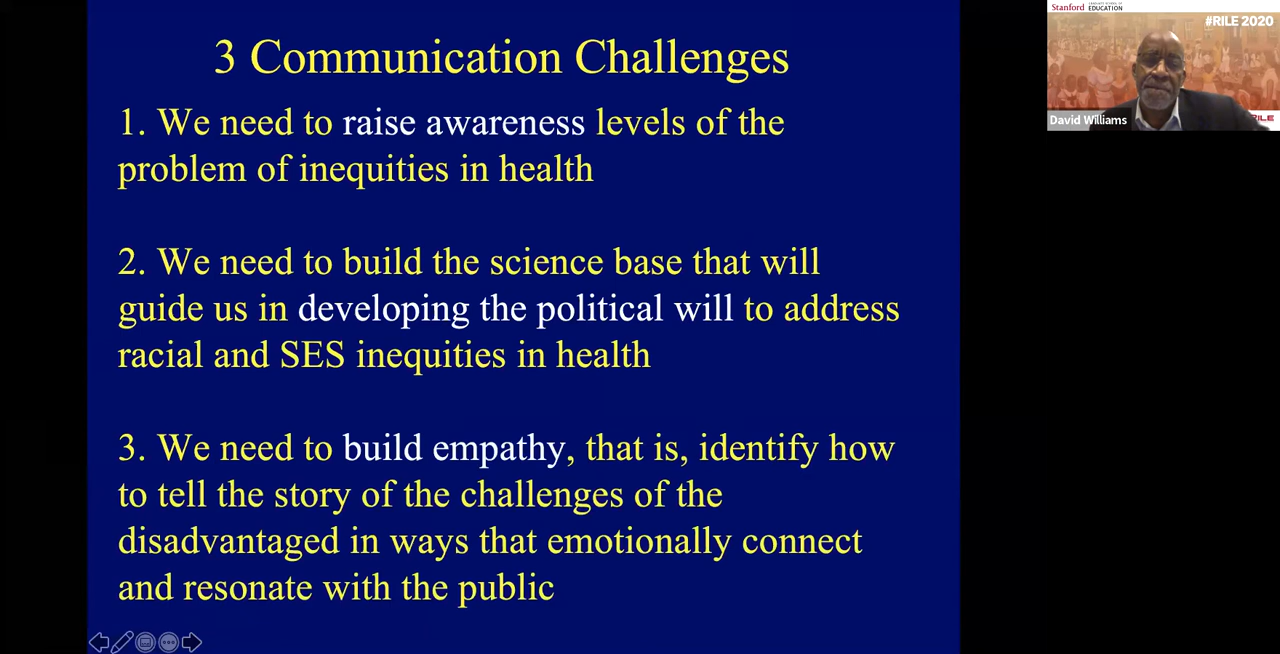 3 Communication Challenges
1. We need to raise awareness levels of the
problem of inequities in health
2. We need to build the science base that will
guide us in developing the political will to address
racial and SES inequities in health
3. We need to build empathy, that is, identify how
to tell the story of the challenges of the
disadvantaged in ways that emotionally connect
and resonate with the public
Stanford
EDUCATION
#RILE 2020
David Williams
RILE